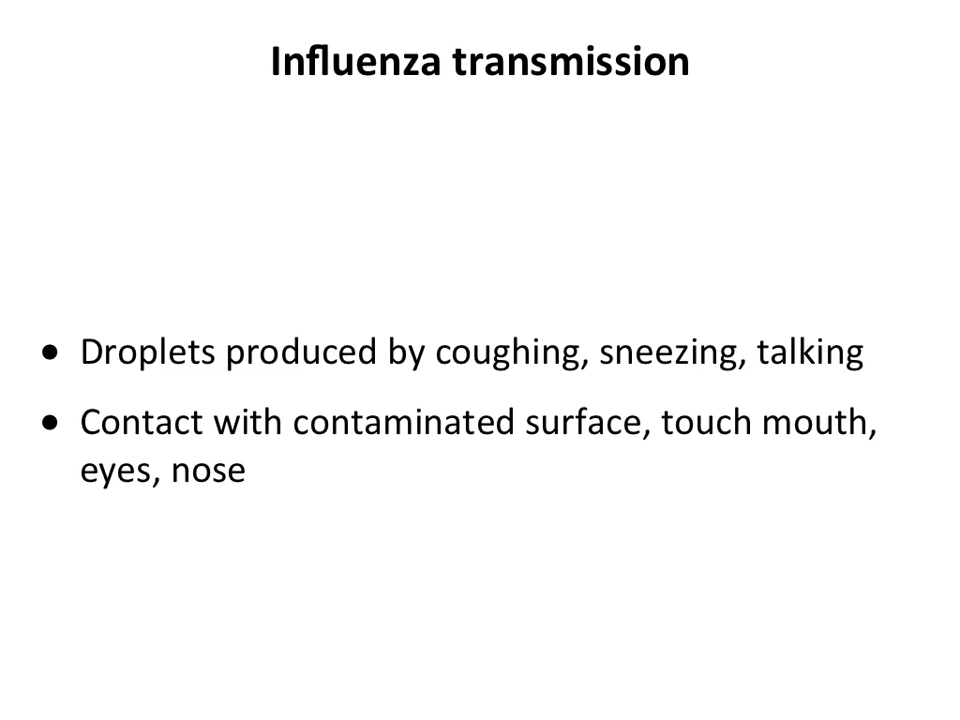 Influenza transmission
• Droplets produced by coughing, sneezing, talking
• Contact with contaminated surface, touch mouth,
eyes, nose